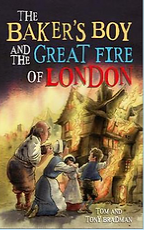 THE
BAKER'S BOY
AND THE GREAT FIRE
OF LONDON
TOM AND
TONY BRADMAN